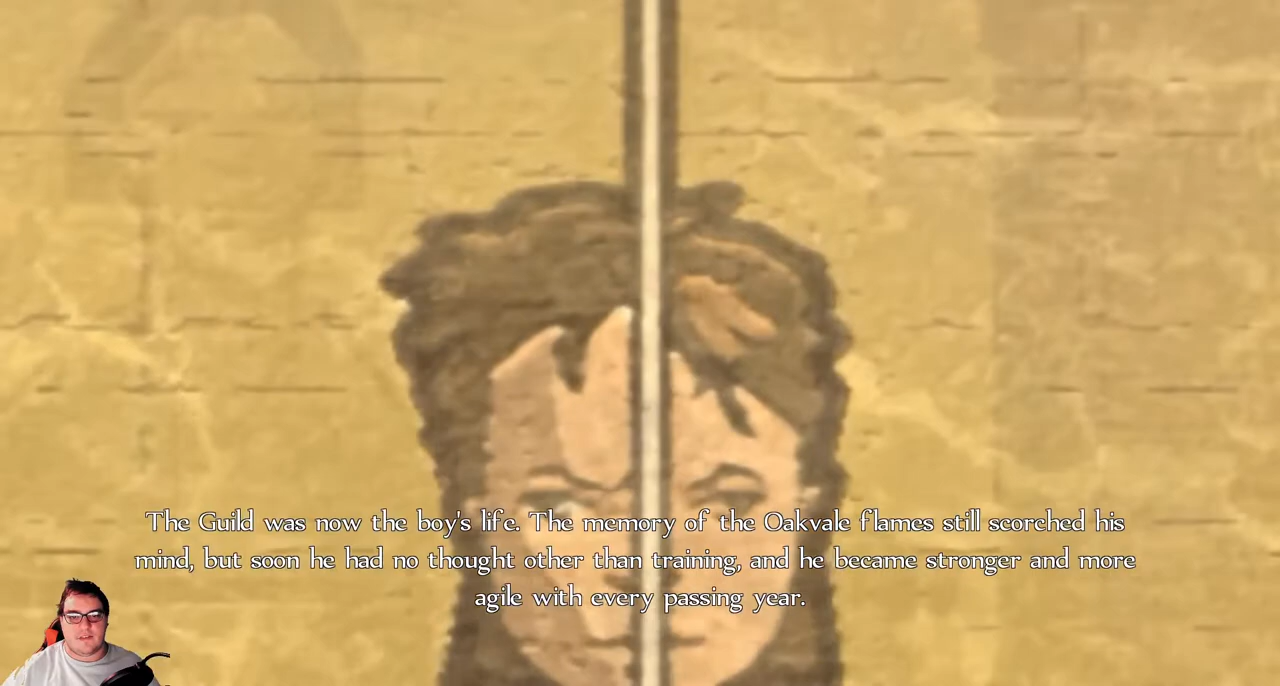 The Guild was now the boy's life. The memory of the Oakvale flames still scorched his
mind, but soon he had no thought other than training, and he became stronger and more
agile with every passing year.